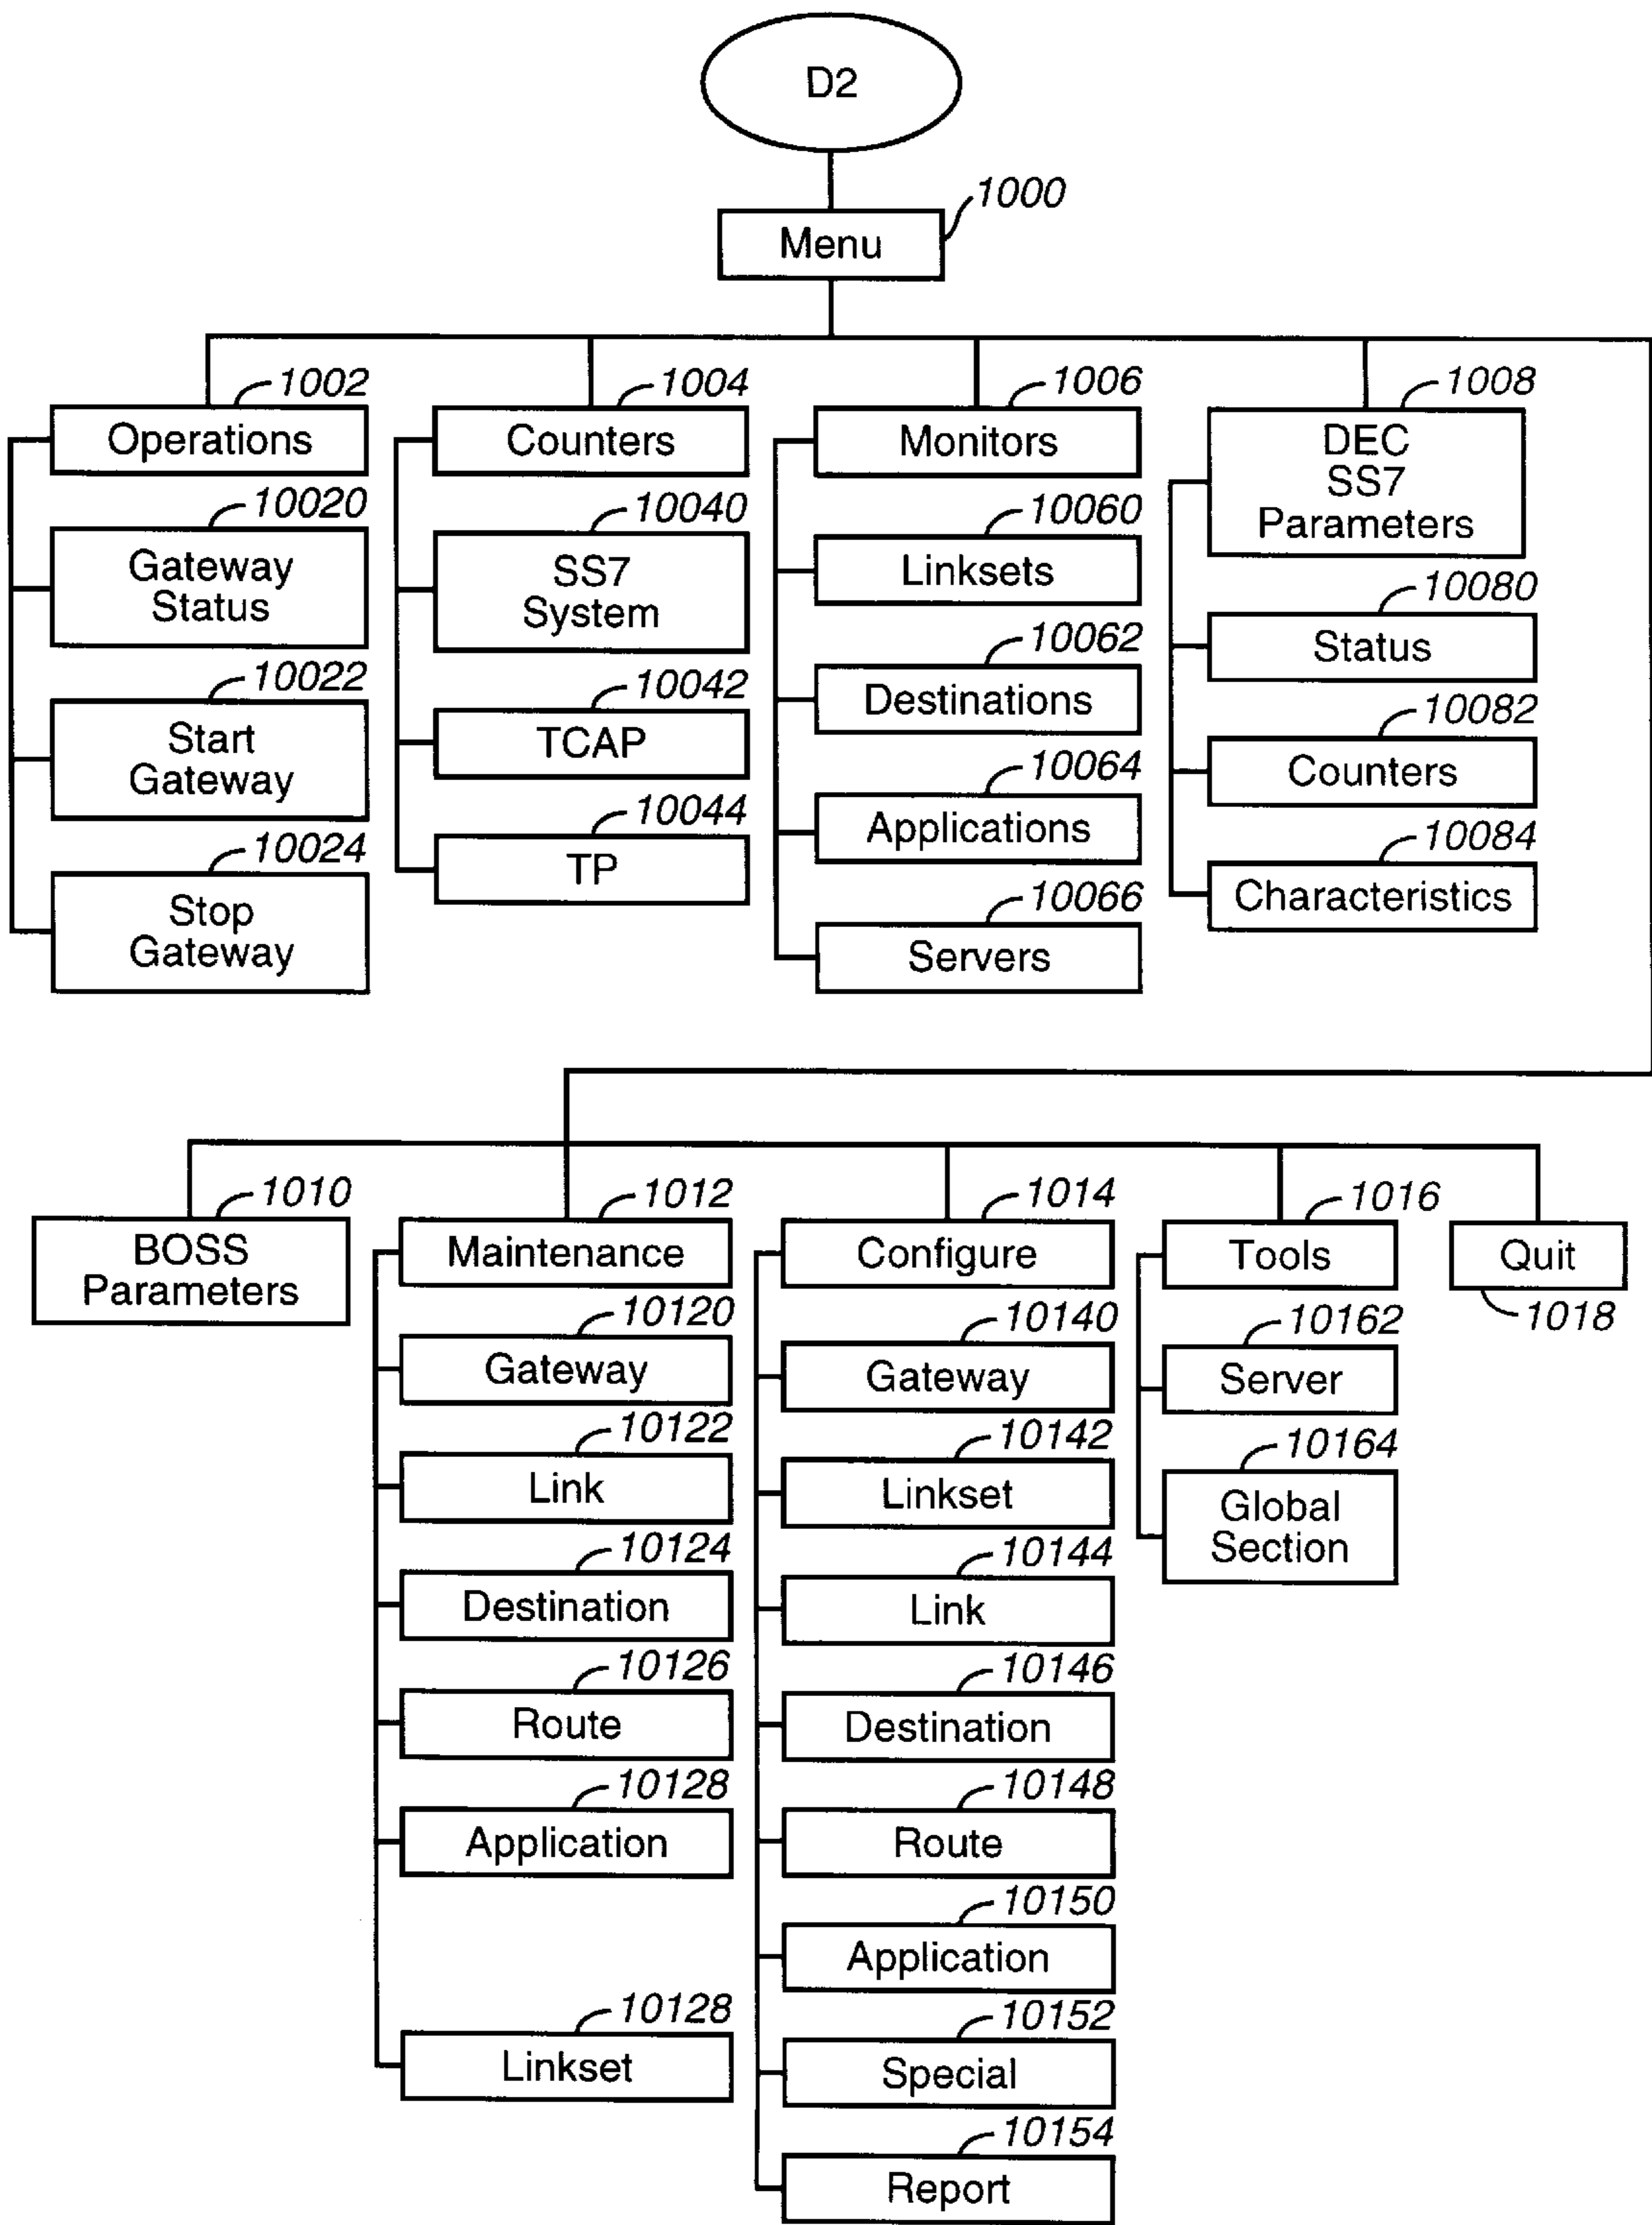 D2
1000
Menu
1002
Operations
10020
Gateway
Status
10022
Start
Gateway
10024
Stop
Gateway
1004
Counters
10040
SS7
System
10042
TCAP
10044
TP
1006
Monitors
10060
Linksets
10062
Destinations
10064
Applications
10066
Servers
1008
DEC
SS7
Parameters
10080
Status
10082
Counters
10084
Characteristics
1010
BOSS
Parameters
1012
Maintenance
10120
Gateway
10122
Link
10124
Destination
10126
Route
10128
Application
10128
Linkset
1014
Configure
10140
Gateway
10142
Linkset
10144
Link
10146
Destination
10148
Route
10150
Application
10152
Special
10154
Report
1016
Tools
10162
Server
10164
Global
Section
Quit
1018